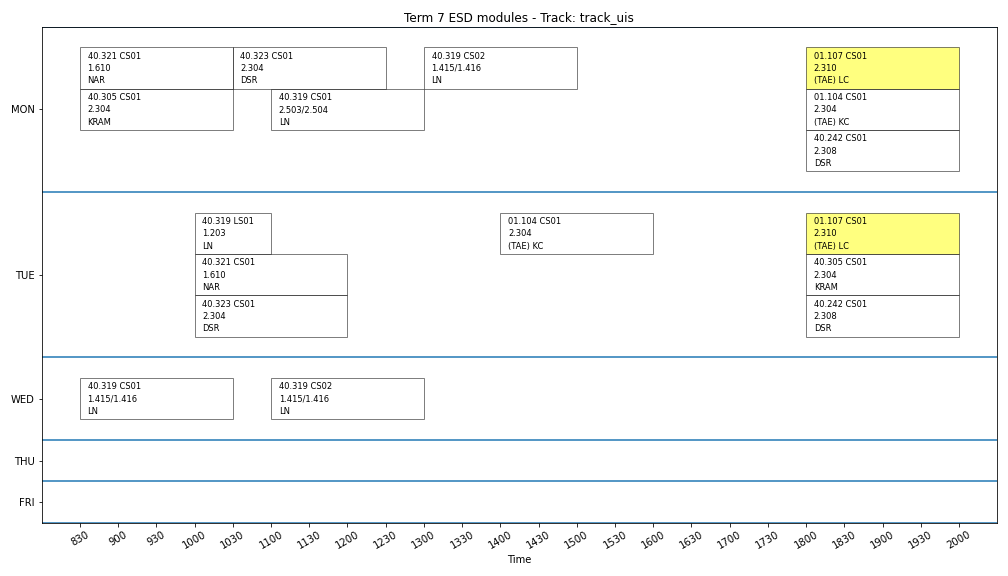 Term 7 ESD modules - Track: track_uis
MON
40.321 CS01
1.610
NAR
40.323 CS01
2.304
DSR
40.319 CS02
1.415/1.416
LN
01.107 CS01
2.310
(TAE) LC
40.305 CS01
2.304
KRAM
40.319 CS01
2.503/2.504
LN
01.104 CS01
2.304
(TAE) KC
40.242 CS01
2.308
DSR
TUE
40.319 LS01
1.203
LN
01.104 CS01
2.304
(TAE) KC
01.107 CS01
2.310
(TAE) LC
40.321 CS01
1.610
NAR
40.305 CS01
2.304
KRAM
40.323 CS01
2.304
DSR
40.242 CS01
2.308
DSR
WED
40.319 CS01
1.415/1.416
LN
40.319 CS02
1.415/1.416
LN
THU
FRI
830 900 930 1000 1030 1100 1130 1200 1230 1300 1330 1400 1430 1500 1530 1600 1630 1700 1730 1800 1830 1900 1930 2000
Time